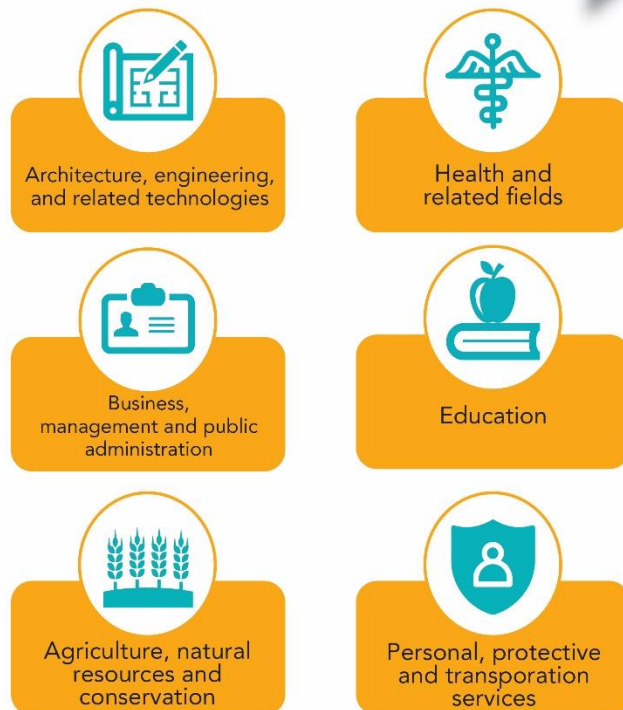 Architecture, engineering,
and related technologies
Health and
related fields
Business,
management and public
administration
Education
Agriculture, natural
resources and
conservation
Personal, protective
and transporation
services